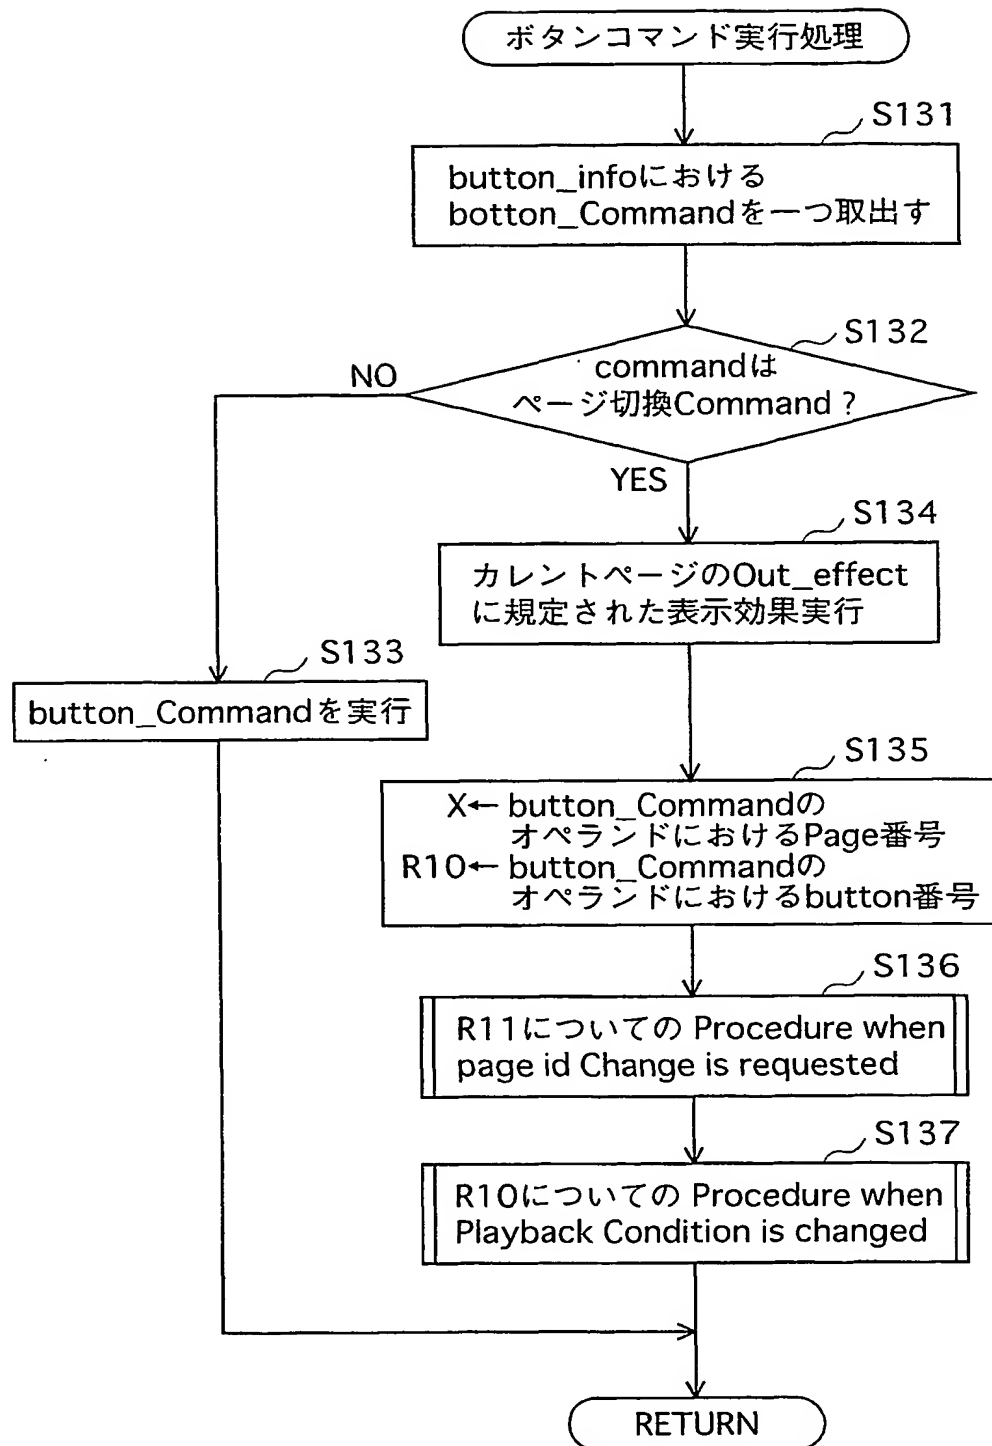 ボタンコマンド実行処理
S131
button_infoにおける
botton_Commandを一つ取出す
S132
commandは
ページ切換Command?
NO
YES
S134
カレントページのOut_effect
に規定された表示効果実行
S133
button_Commandを実行
S135
X← button_Commandの
オペランドにおけるPage番号
R10← button_Commandの
オペランドにおけるbutton番号
S136
R11についての Procedure when
page id Change is requested
S137
R10についての Procedure when
Playback Condition is changed
RETURN